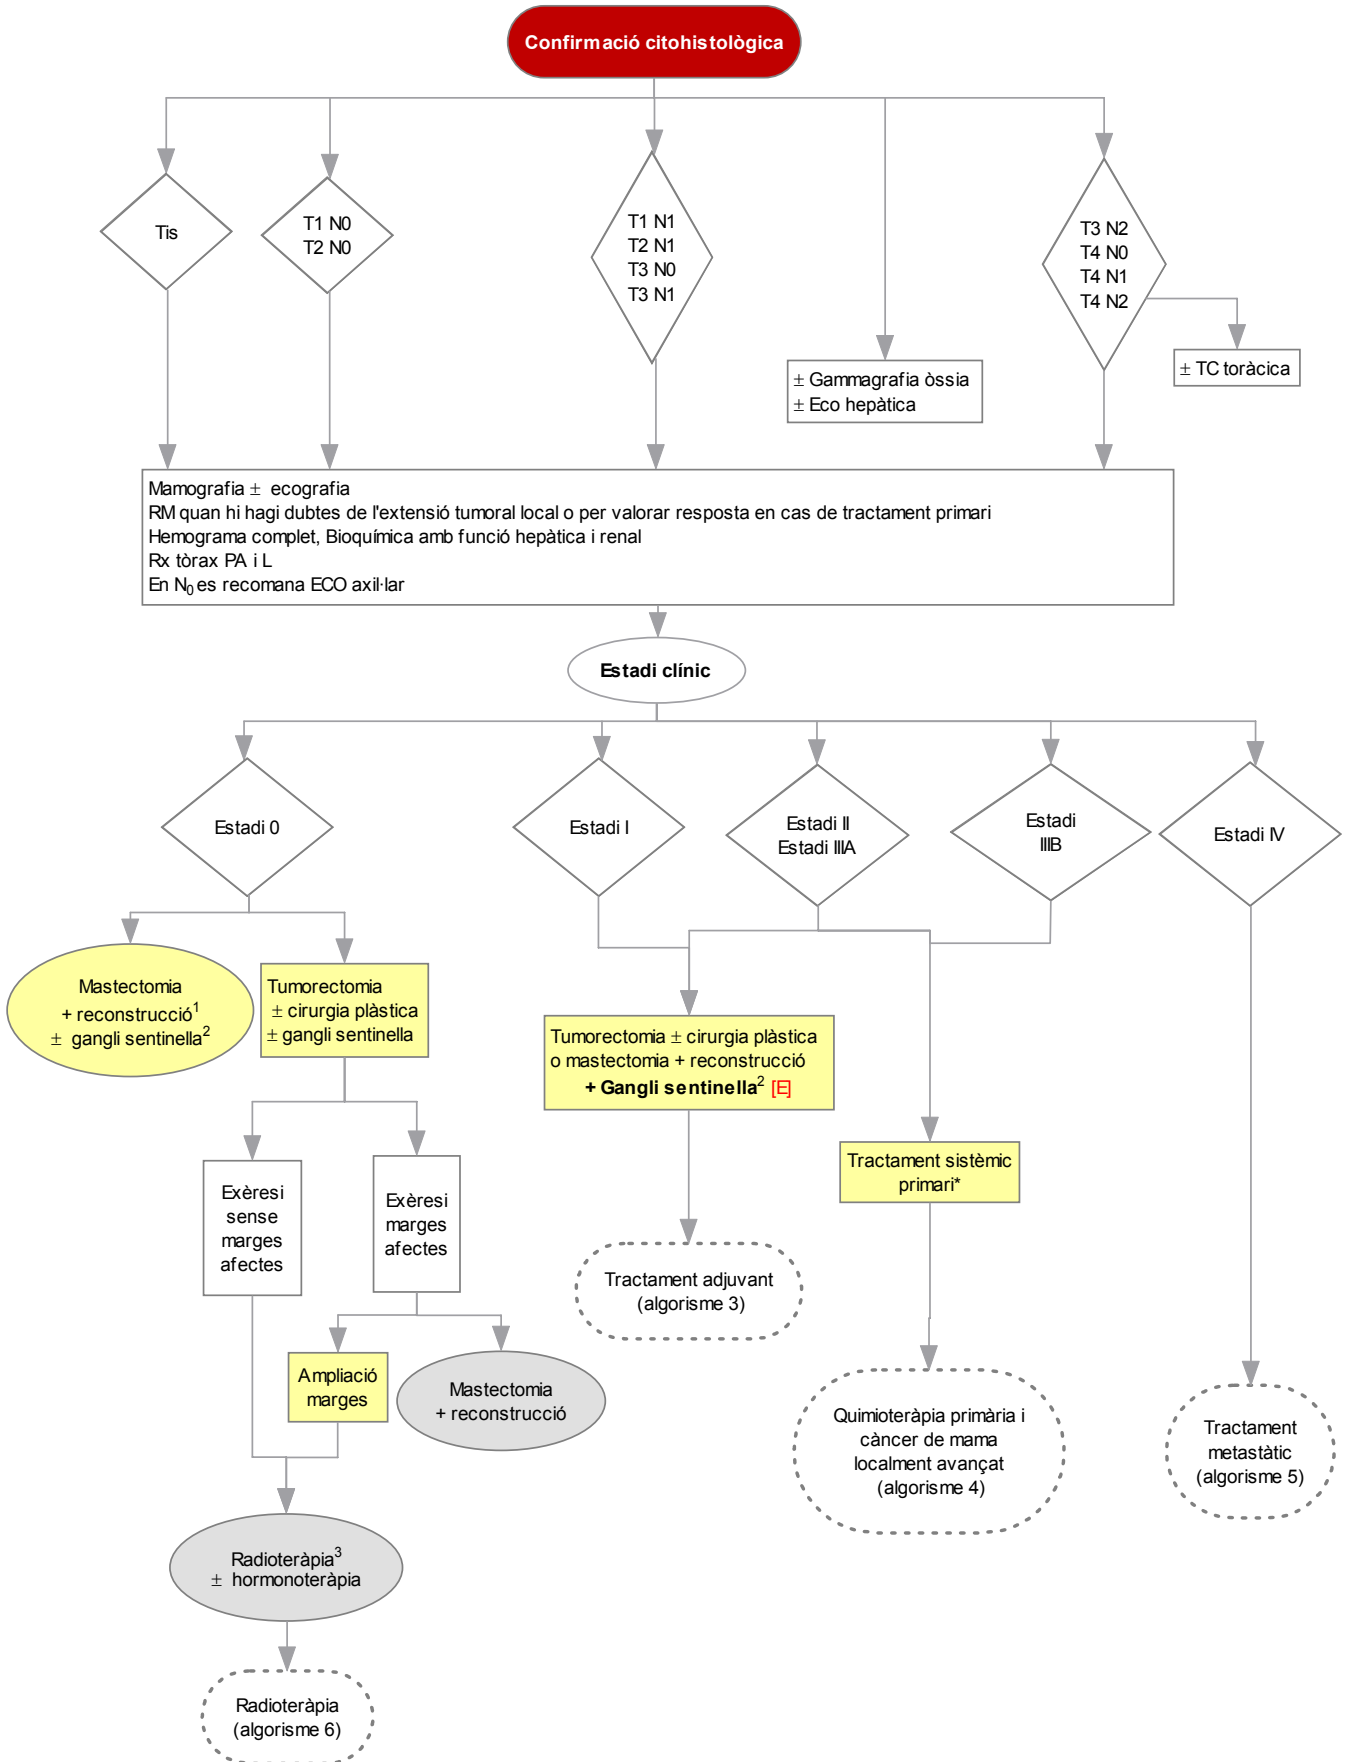 Confirmació citohistològica
Tis
T1 N0
T2 N0
T1 N1
T2 N1
T3 N0
T3 N1
T3 N2
T4 N0
T4 N1
T4 N2
± Gammagrafia òssia
± Eco hepàtica
± TC toràcica
Mamografia ± ecografia
RM quan hi hagi dubtes de l'extensió tumoral local o per valorar resposta en cas de tractament primari
Hemograma complet, Bioquímica amb funció hepàtica i renal
Rx tòrax PA i L
En N0 es recomana ECO axil·lar
Estadi clínic
Estadi 0
Estadi I
Estadi II
Estadi IIIA
Estadi
IIIB
Estadi IV
Mastectomia
+ reconstrucció1
± gangli sentinella2
Tumorectomia
± cirurgia plàstica
± gangli sentinella
Tumorectomia ± cirurgia plàstica
o mastectomia + reconstrucció
+ Gangli sentinella2 [E]
Tractament sistèmic
primari*
Exèresi
sense
marges
afectes
Exèresi
marges
afectes
Tractament adjuvant
(algorisme 3)
Ampliació
marges
Mastectomia
+ reconstrucció
Quimioteràpia primària i
càncer de mama
localment avançat
(algorisme 4)
Tractament
metastàtic
(algorisme 5)
Radioteràpia3
± hormonoteràpia
Radioteràpia
(algorisme 6)